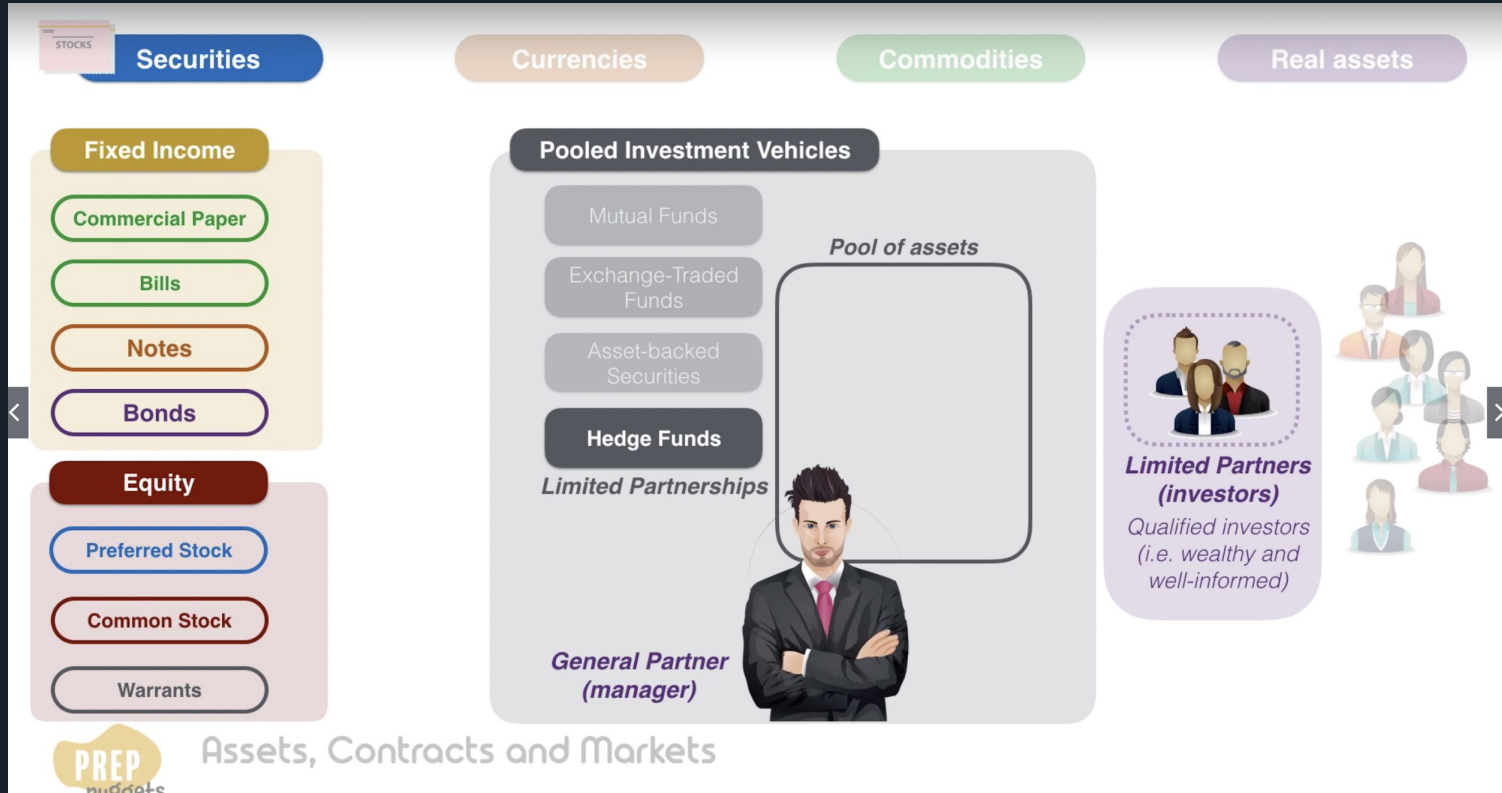 STOCKS
Securities
Currencies
Commodities
Real assets
Fixed Income
Commercial Paper
Bills
Notes
Bonds
Equity
Preferred Stock
Common Stock
Warrants
Pooled Investment Vehicles
Mutual Funds
Exchange-Traded
Funds
Asset-backed
Securities
Hedge Funds
Limited Partnerships
Pool of assets
General Partner
(manager)
Limited Partners
(investors)
Qualified investors
(i.e. wealthy and
well-informed)
PREP
nuggets
Assets, Contracts and Markets